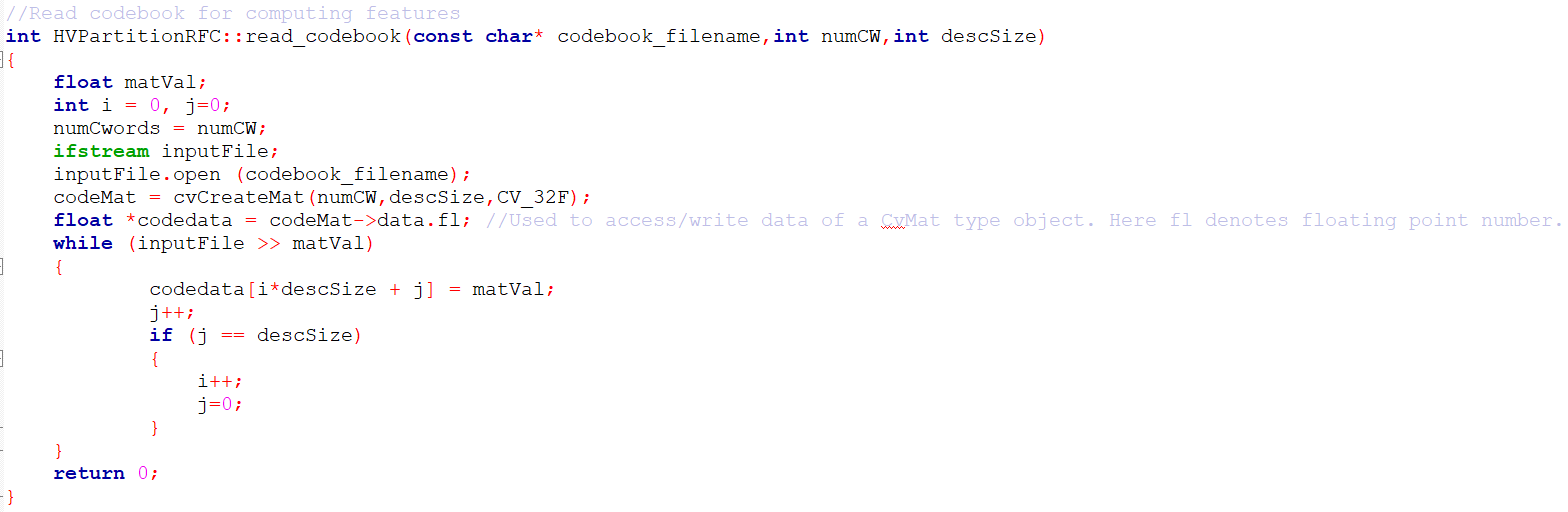 //Read codebook for computing features
int HVPartitionRFC::read_codebook(const char* codebook_filename,int numCW,int descSize)
{
    float matVal;
    int i = 0, j=0;
    numCwords = numCW;
    ifstream inputFile;
    inputFile.open (codebook_filename);
    codeMat = cvCreateMat(numCW,descSize,CV_32F);
    float *codedata = codeMat->data.fl; //Used to access/write data of a CvMat type object. Here fl denotes floating point number.
    while (inputFile >> matVal)
    {
            codedata[i*descSize + j] = matVal;
            j++;
            if (j == descSize)
            {
                i++;
                j=0;
            }
    }
    return 0;
}